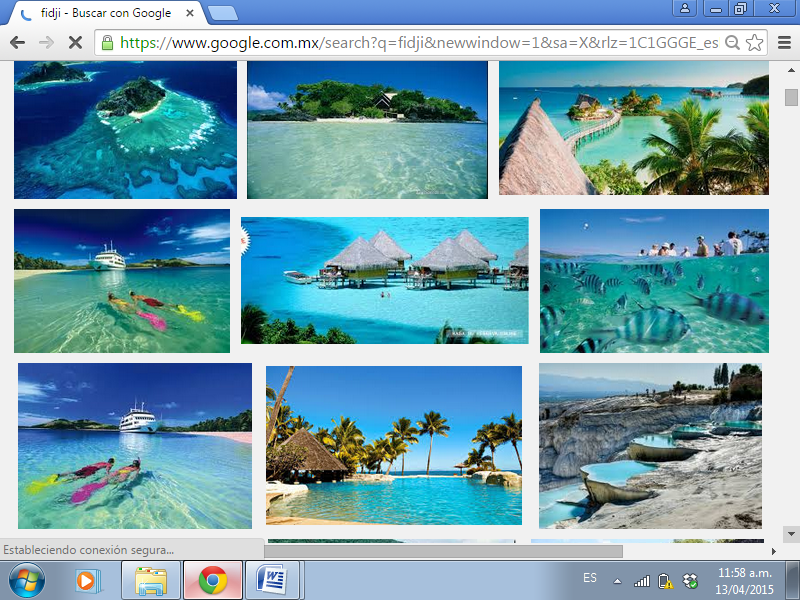 fidji - Buscar con Google
https://www.google.com.mx/search?q=fidji&newwindow=1&sa=X&rlz=1C1GGGE_es
Estableciendo conexión segura...
ES
11:58 a.m.
13/04/2015